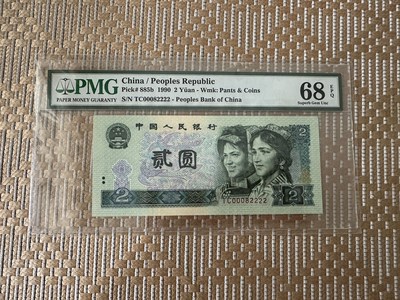 PMG
PAPER MONEY GUARANTY
China / Peoples Republic
Pick# 885b 1990 2 Yüan - Wmk: Pants & Coins
S/N TC00082222 - Peoples Bank of China
68 EPQ
Superb Gem Unc
中国人民银行
2
贰圆
2
TC00082222